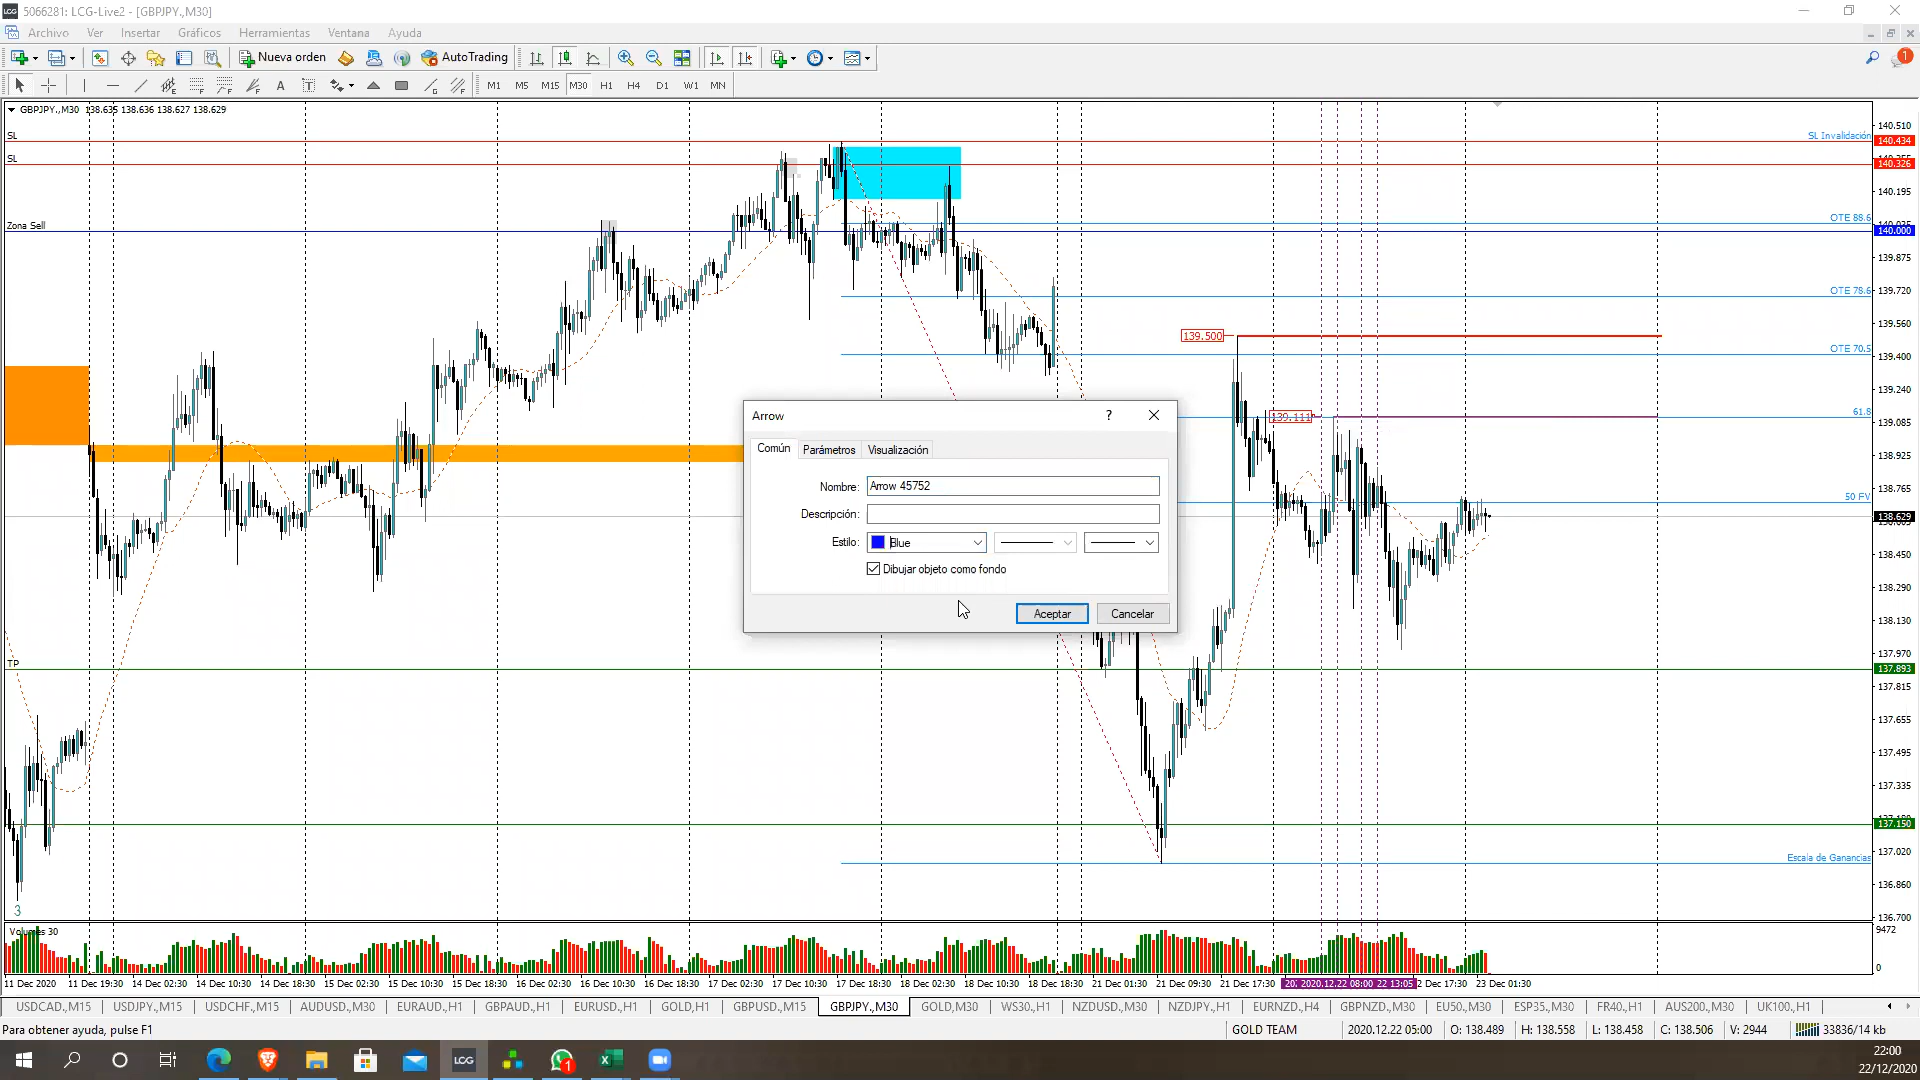 5066281: LCG-Live2 - [GBPJPY.,M30]
Archivo Ver Insertar Gráficos Herramientas Ventana Ayuda
Nueva orden AutoTrading
A T M1 M5 M15 M30 H1 H4 D1 W1 MN
GBPJPY.,M30 138.635 138.636 138.627 138.629
140.510
SL
SL Invalidación
140.434
SL
140.326
140.195
OTE 88.6
Zona Sell
140.000
139.875
OTE 78.6
139.720
139.560
139.500
OTE 70.5
139.400
139.240
61.8
139.111
139.085
138.925
138.765
50 FV
138.629
138.450
138.290
138.130
137.970
TP
137.893
137.815
137.655
137.495
137.335
137.150
137.020
Escala de Ganancias
136.860
3
136.700
Arrow
?
Común Parámetros Visualización
Nombre: Arrow 45752
Descripción:
Estilo: Blue
Dibujar objeto como fondo
Aceptar Cancelar
Volumes 30
9472
0
11 Dec 2020 11 Dec 19:30 14 Dec 02:30 14 Dec 10:30 14 Dec 18:30 15 Dec 02:30 15 Dec 10:30 15 Dec 18:30 16 Dec 02:30 16 Dec 10:30 16 Dec 18:30 17 Dec 02:30 17 Dec 10:30 17 Dec 18:30 18 Dec 02:30 18 Dec 10:30 18 Dec 18:30 21 Dec 01:30 21 Dec 09:30 21 Dec 17:30 2020.12.22 08:00 22 13:05 2 Dec 17:30 23 Dec 01:30
USDCAD.,M15 USDJPY.,M15 USDCHF.,M15 AUDUSD.,M30 EURAUD.,H1 GBPAUD.,H1 EURUSD.,H1 GOLD,H1 GBPUSD.,M15 GBPJPY.,M30 GOLD,M30 WS30.,H1 NZDUSD.,M30 NZDJPY.,H1 EURNZD.,H4 GBPNZD.,M30 EU50.,M30 ESP35.,M30 FR40.,H1 AUS200.,M30 UK100.,H1
Para obtener ayuda, pulse F1
GOLD TEAM 2020.12.22 05:00 O: 138.489 H: 138.558 L: 138.458 C: 138.506 V: 2944 33836/14 kb
LCG
22:00
22/12/2020